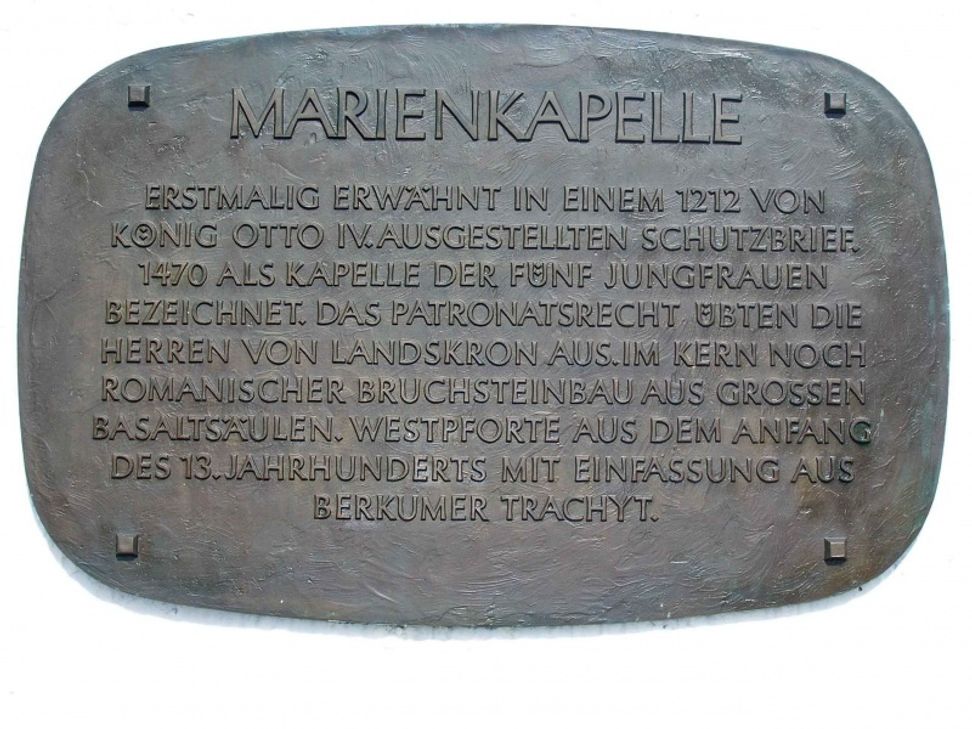 MARIENKAPELLE
ERSTMALIG ERWÄHNT IN EINEM 1212 VON
KÖNIG OTTO IV. AUSGESTELLTEN SCHUTZBRIEF.
1470 ALS KAPELLE DER FÜNF JUNGFRAUEN
BEZEICHNET. DAS PATRONATSRECHT ÜBTEN DIE
HERREN VON LANDSKRON AUS. IM KERN NOCH
ROMANISCHER BRUCHSTEINBAU AUS GROSSEN
BASALTSÄULEN. WESTPFORTE AUS DEM ANFANG
DES 13. JAHRHUNDERTS MIT EINFASSUNG AUS
BERKUMER TRACHYT.